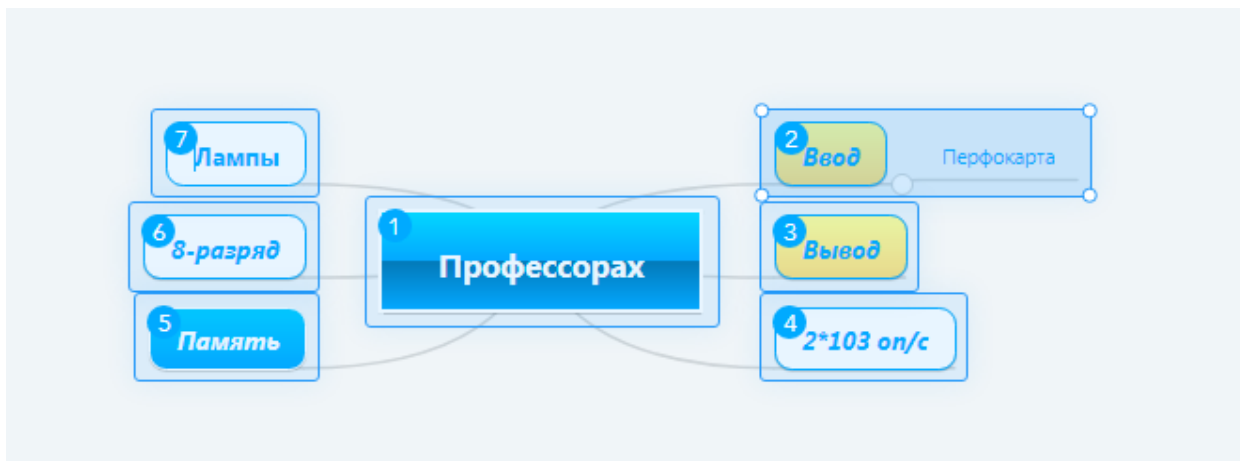 7
Лампы
2
Ввод
Перфокарта
1
Профессорах
6
8-разряд
3
Вывод
5
Память
4
2*103 оп/с